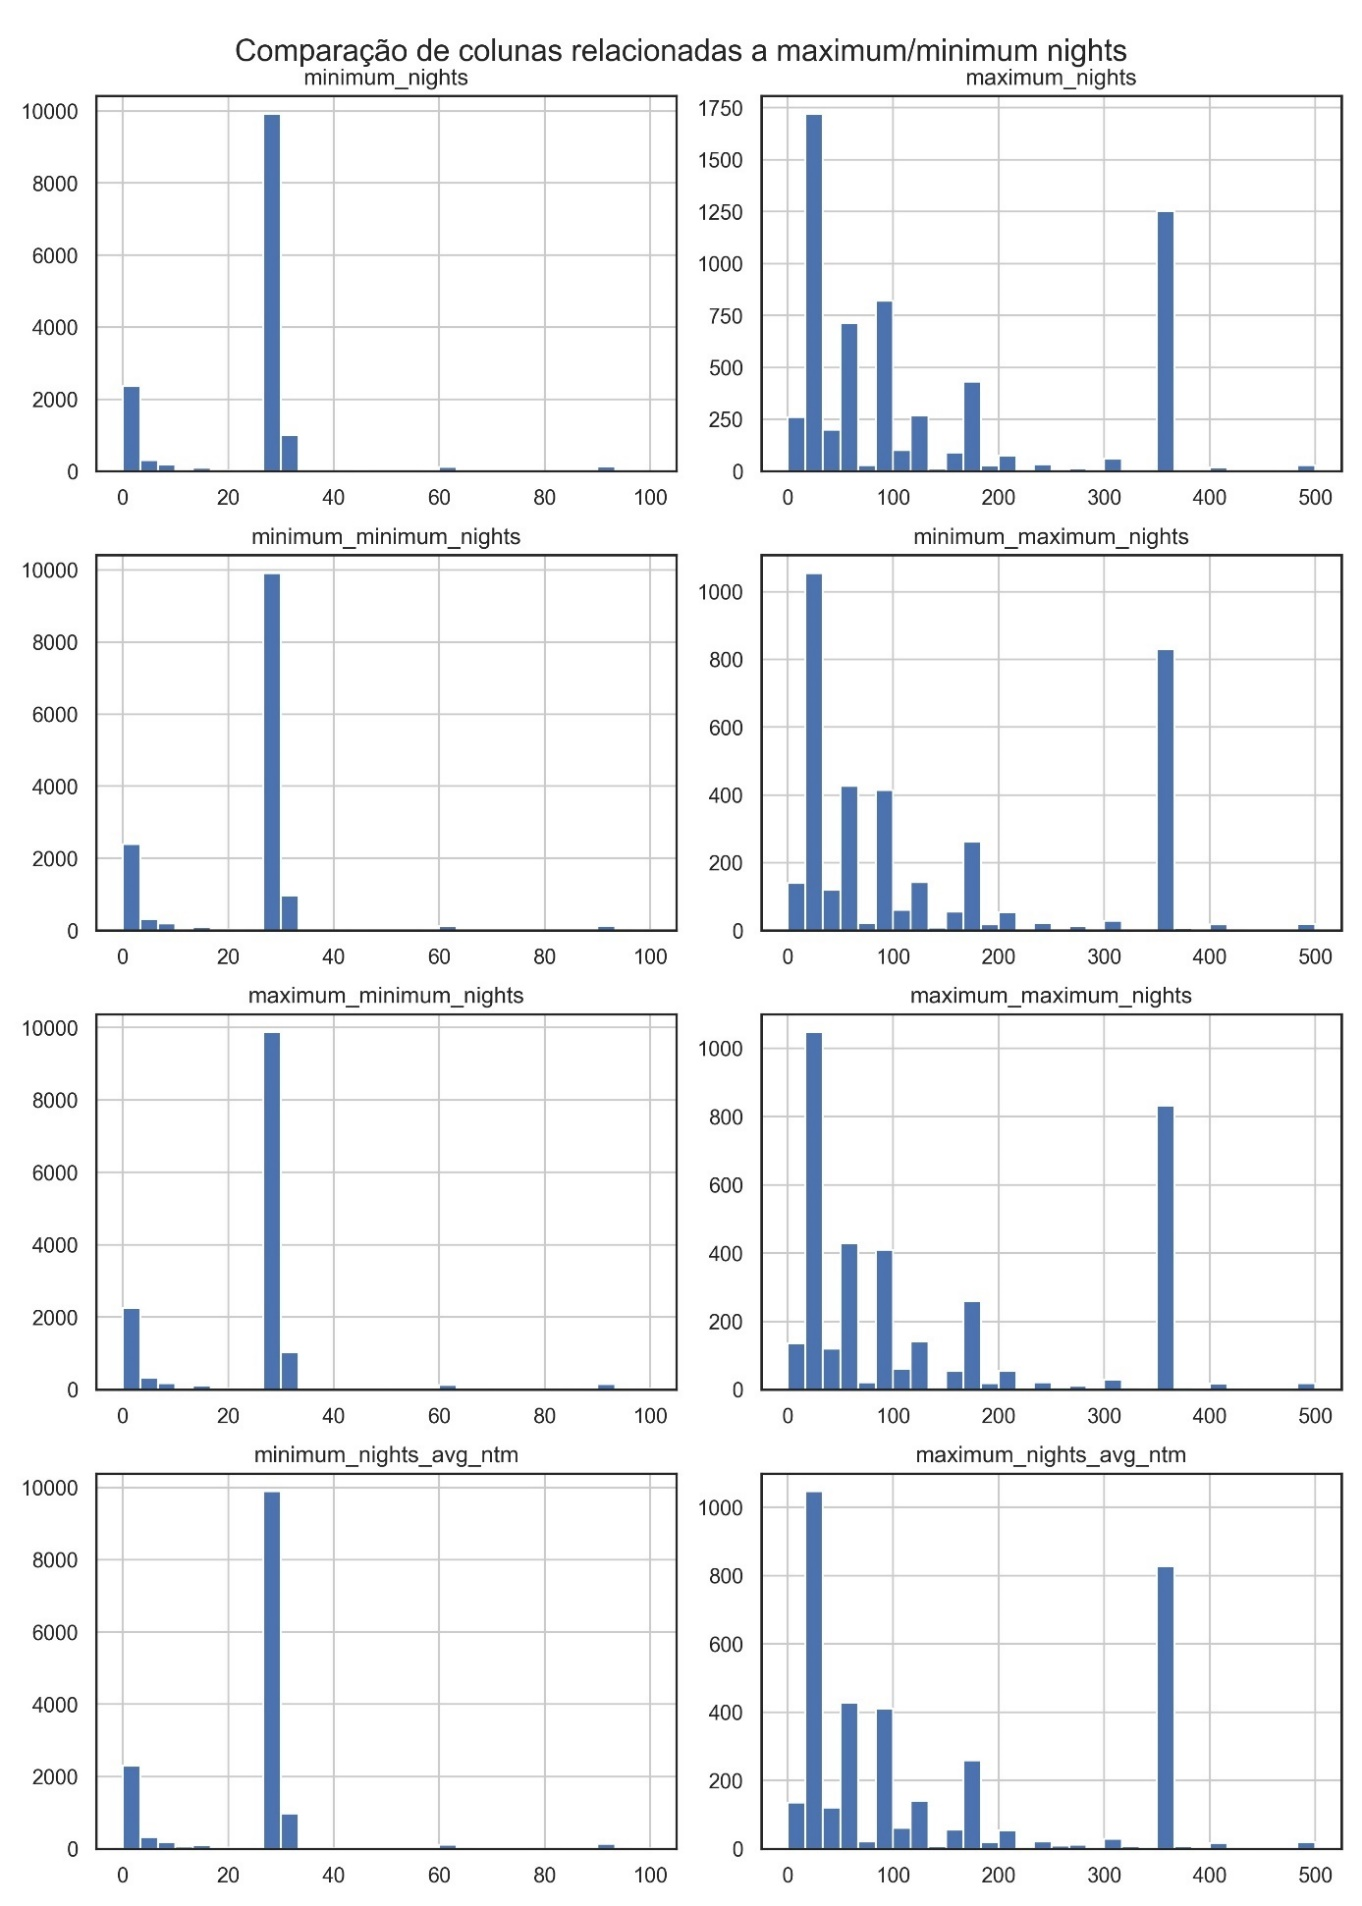 Comparação de colunas relacionadas a maximum/minimum nights
minimum_nights
10000
8000
6000
4000
2000
0
0 20 40 60 80 100
maximum_nights
1750
1500
1250
1000
750
500
250
0
0 100 200 300 400 500
minimum_minimum_nights
10000
8000
6000
4000
2000
0
0 20 40 60 80 100
minimum_maximum_nights
1000
800
600
400
200
0
0 100 200 300 400 500
maximum_minimum_nights
10000
8000
6000
4000
2000
0
0 20 40 60 80 100
maximum_maximum_nights
1000
800
600
400
200
0
0 100 200 300 400 500
minimum_nights_avg_ntm
10000
8000
6000
4000
2000
0
0 20 40 60 80 100
maximum_nights_avg_ntm
1000
800
600
400
200
0
0 100 200 300 400 500